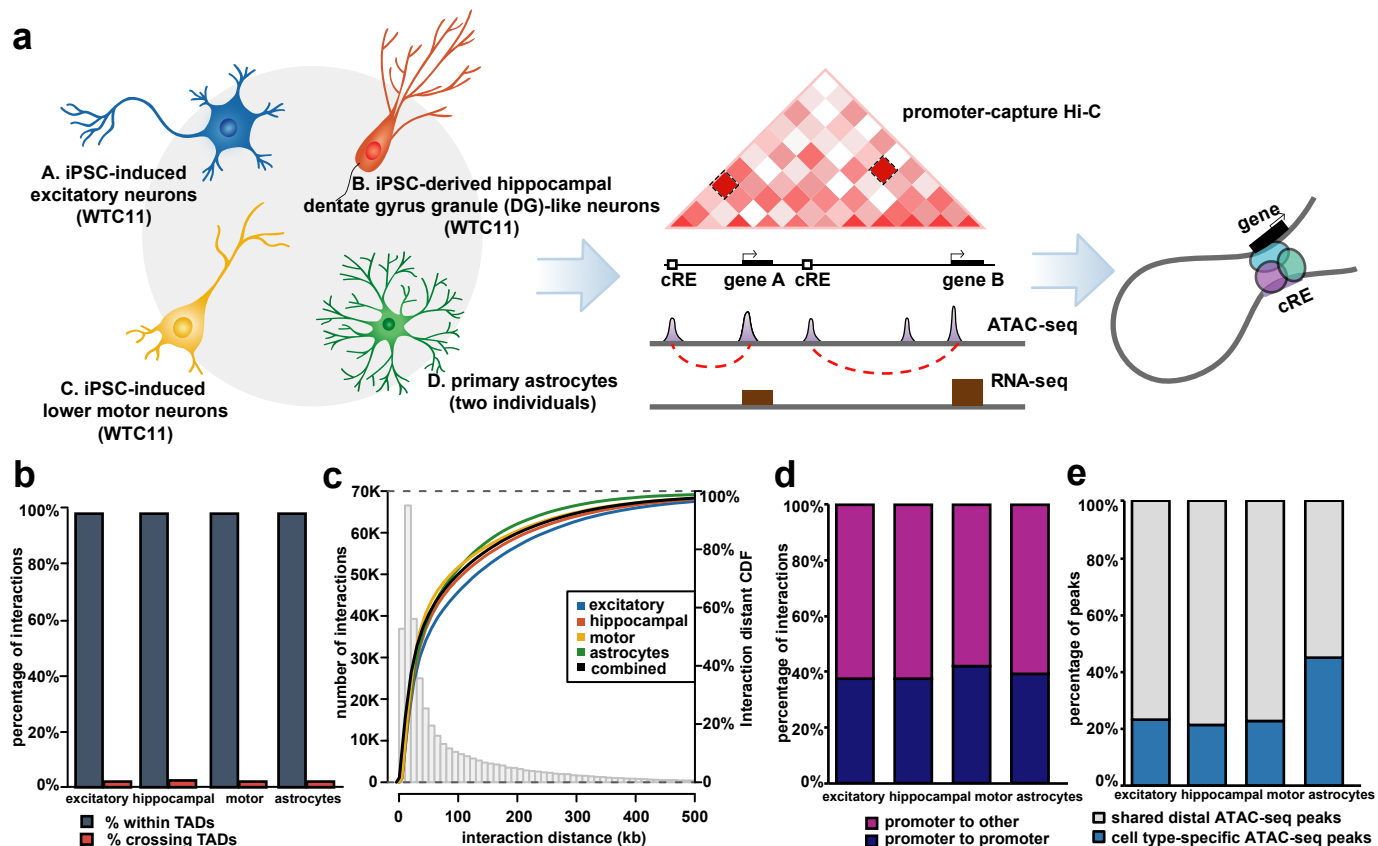 a
A. iPSC-induced
excitatory neurons
(WTC11)
B. iPSC-derived hippocampal
dentate gyrus granule (DG)-like neurons
(WTC11)
C. iPSC-induced
lower motor neurons
(WTC11)
D. primary astrocytes
(two individuals)
promoter-capture Hi-C
cRE gene A cRE gene B
ATAC-seq
RNA-seq
gene
cRE
b
percentage of interactions
100%
80%
60%
40%
20%
0%
excitatory hippocampal motor astrocytes
% within TADs
% crossing TADs
c
number of interactions
70K
60K
50K
40K
30K
20K
10K
0
100%
80%
60%
40%
20%
0
Interaction distant CDF
excitatory
hippocampal
motor
astrocytes
combined
0 100 200 300 400 500
interaction distance (kb)
d
percentage of interactions
100%
80%
60%
40%
20%
0%
excitatory hippocampal motor astrocytes
promoter to other
promoter to promoter
e
percentage of peaks
100%
80%
60%
40%
20%
0%
excitatory hippocampal motor astrocytes
shared distal ATAC-seq peaks
cell type-specific ATAC-seq peaks